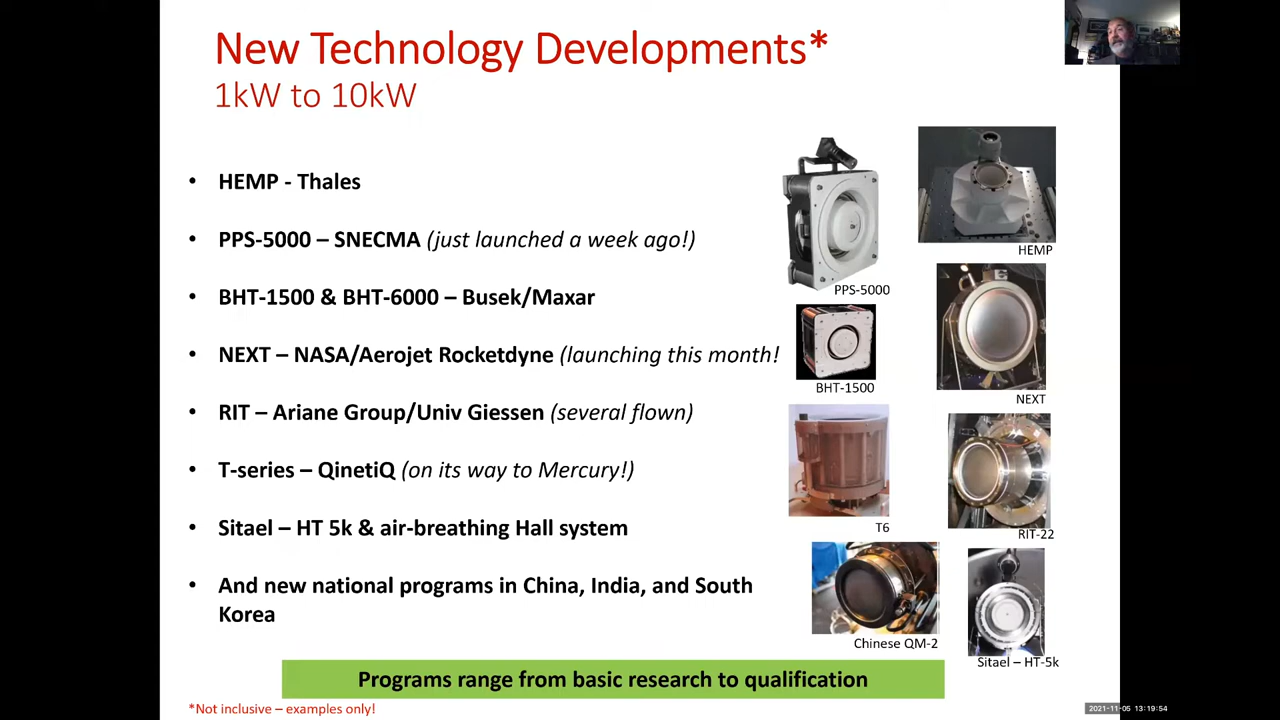 New Technology Developments*
1kW to 10kW
• HEMP - Thales
• PPS-5000 – SNECMA (just launched a week ago!)
• BHT-1500 & BHT-6000 – Busek/Maxar
• NEXT – NASA/Aerojet Rocketdyne (launching this month!
• RIT – Ariane Group/Univ Giessen (several flown)
• T-series – QinetiQ (on its way to Mercury!)
• Sitael – HT 5k & air-breathing Hall system
• And new national programs in China, India, and South
Korea
HEMP
PPS-5000
BHT-1500
NEXT
T6
RIT-22
Chinese QM-2
Sitael – HT-5k
Programs range from basic research to qualification
*Not inclusive – examples only!
2021-11-05 13:19:54